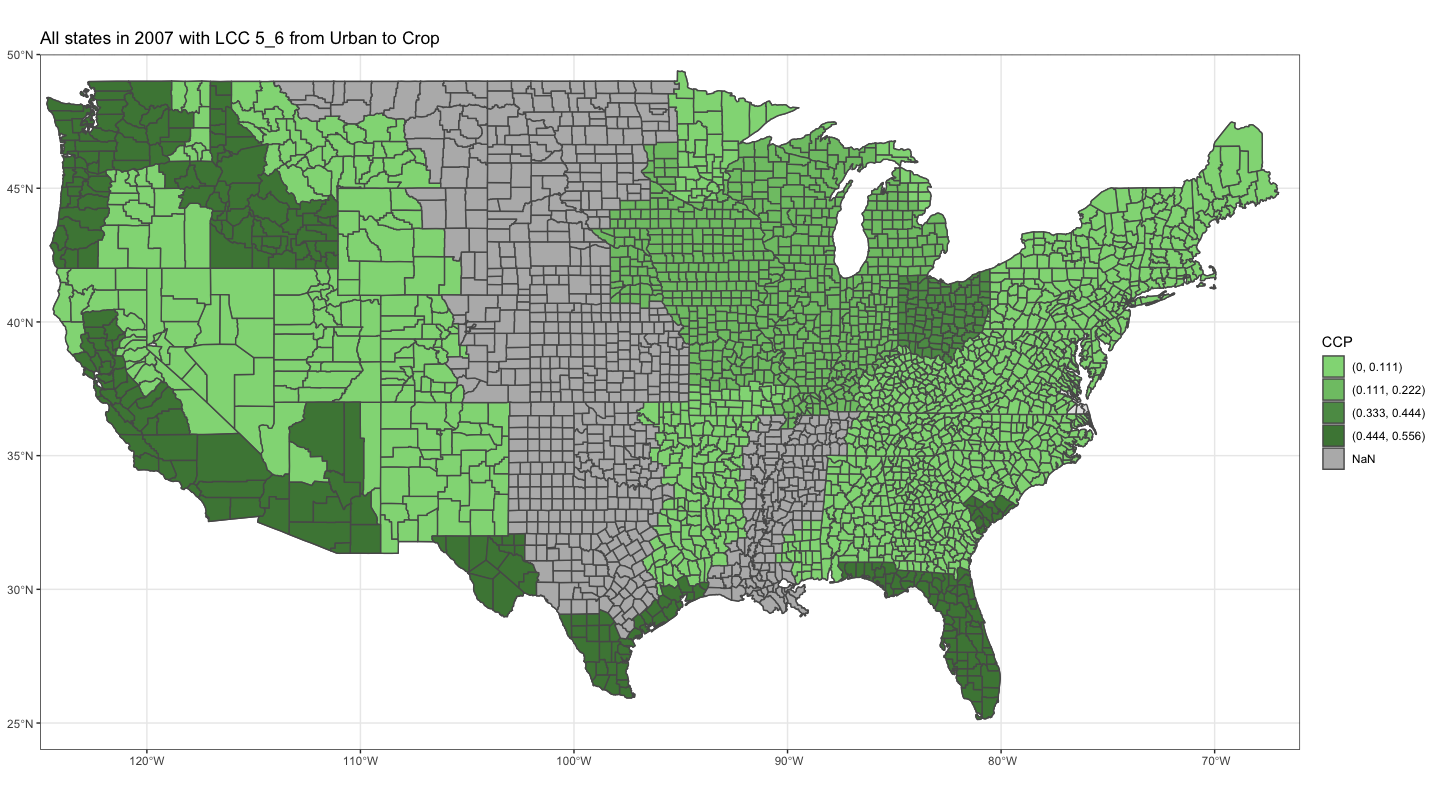 All states in 2007 with LCC 5_6 from Urban to Crop
50°N
45°N
40°N
35°N
30°N
25°N
120°W
110°W
100°W
90°W
80°W
70°W
CCP
(0, 0.111)
(0.111, 0.222)
(0.333, 0.444)
(0.444, 0.556)
NaN